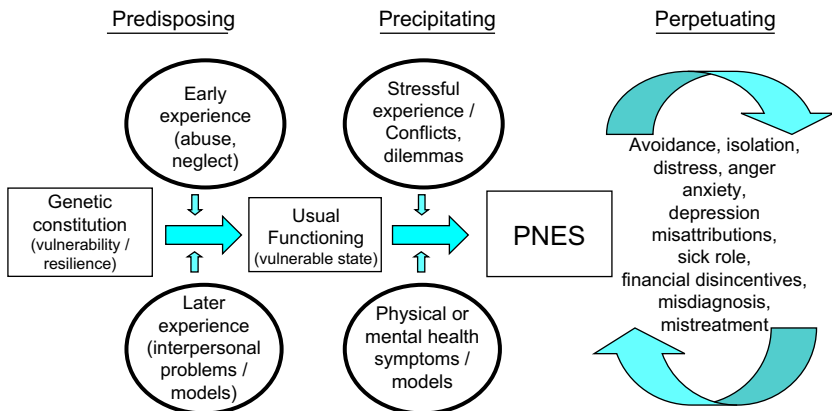 Predisposing
Precipitating
Perpetuating
Early
experience
(abuse,
neglect)
Stressful
experience /
Conflicts,
dilemmas
Genetic
constitution
(vulnerability /
resilience)
Usual
Functioning
(vulnerable state)
PNES
Later
experience
(interpersonal
problems /
models)
Physical or
mental health
symptoms /
models
Avoidance, isolation,
distress, anger
anxiety,
depression
misattributions,
sick role,
financial disincentives,
misdiagnosis,
mistreatment